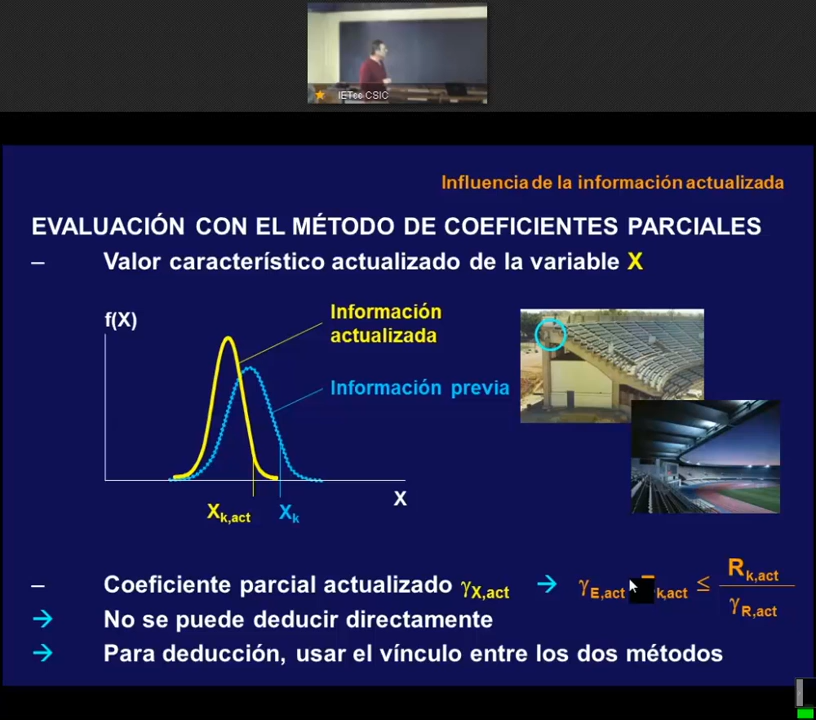 IETcc CSIC
Influencia de la información actualizada
EVALUACIÓN CON EL MÉTODO DE COEFICIENTES PARCIALES
– Valor característico actualizado de la variable X
f(X)
Información
actualizada
Información previa
X
Xk,act
Xk
– Coeficiente parcial actualizado γX,act → γE,act k,act ≤ Rk,act / γR,act
→ No se puede deducir directamente
→ Para deducción, usar el vínculo entre los dos métodos